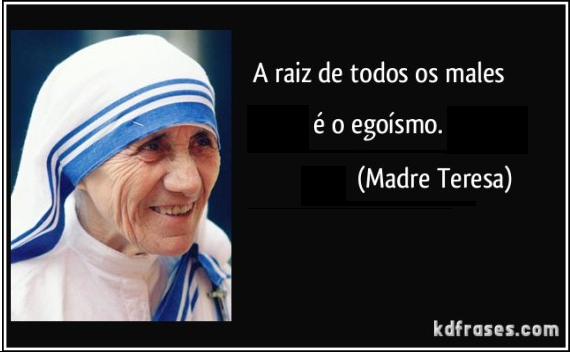 A raiz de todos os males
é o egoísmo.
(Madre Teresa)
kdfrases.com